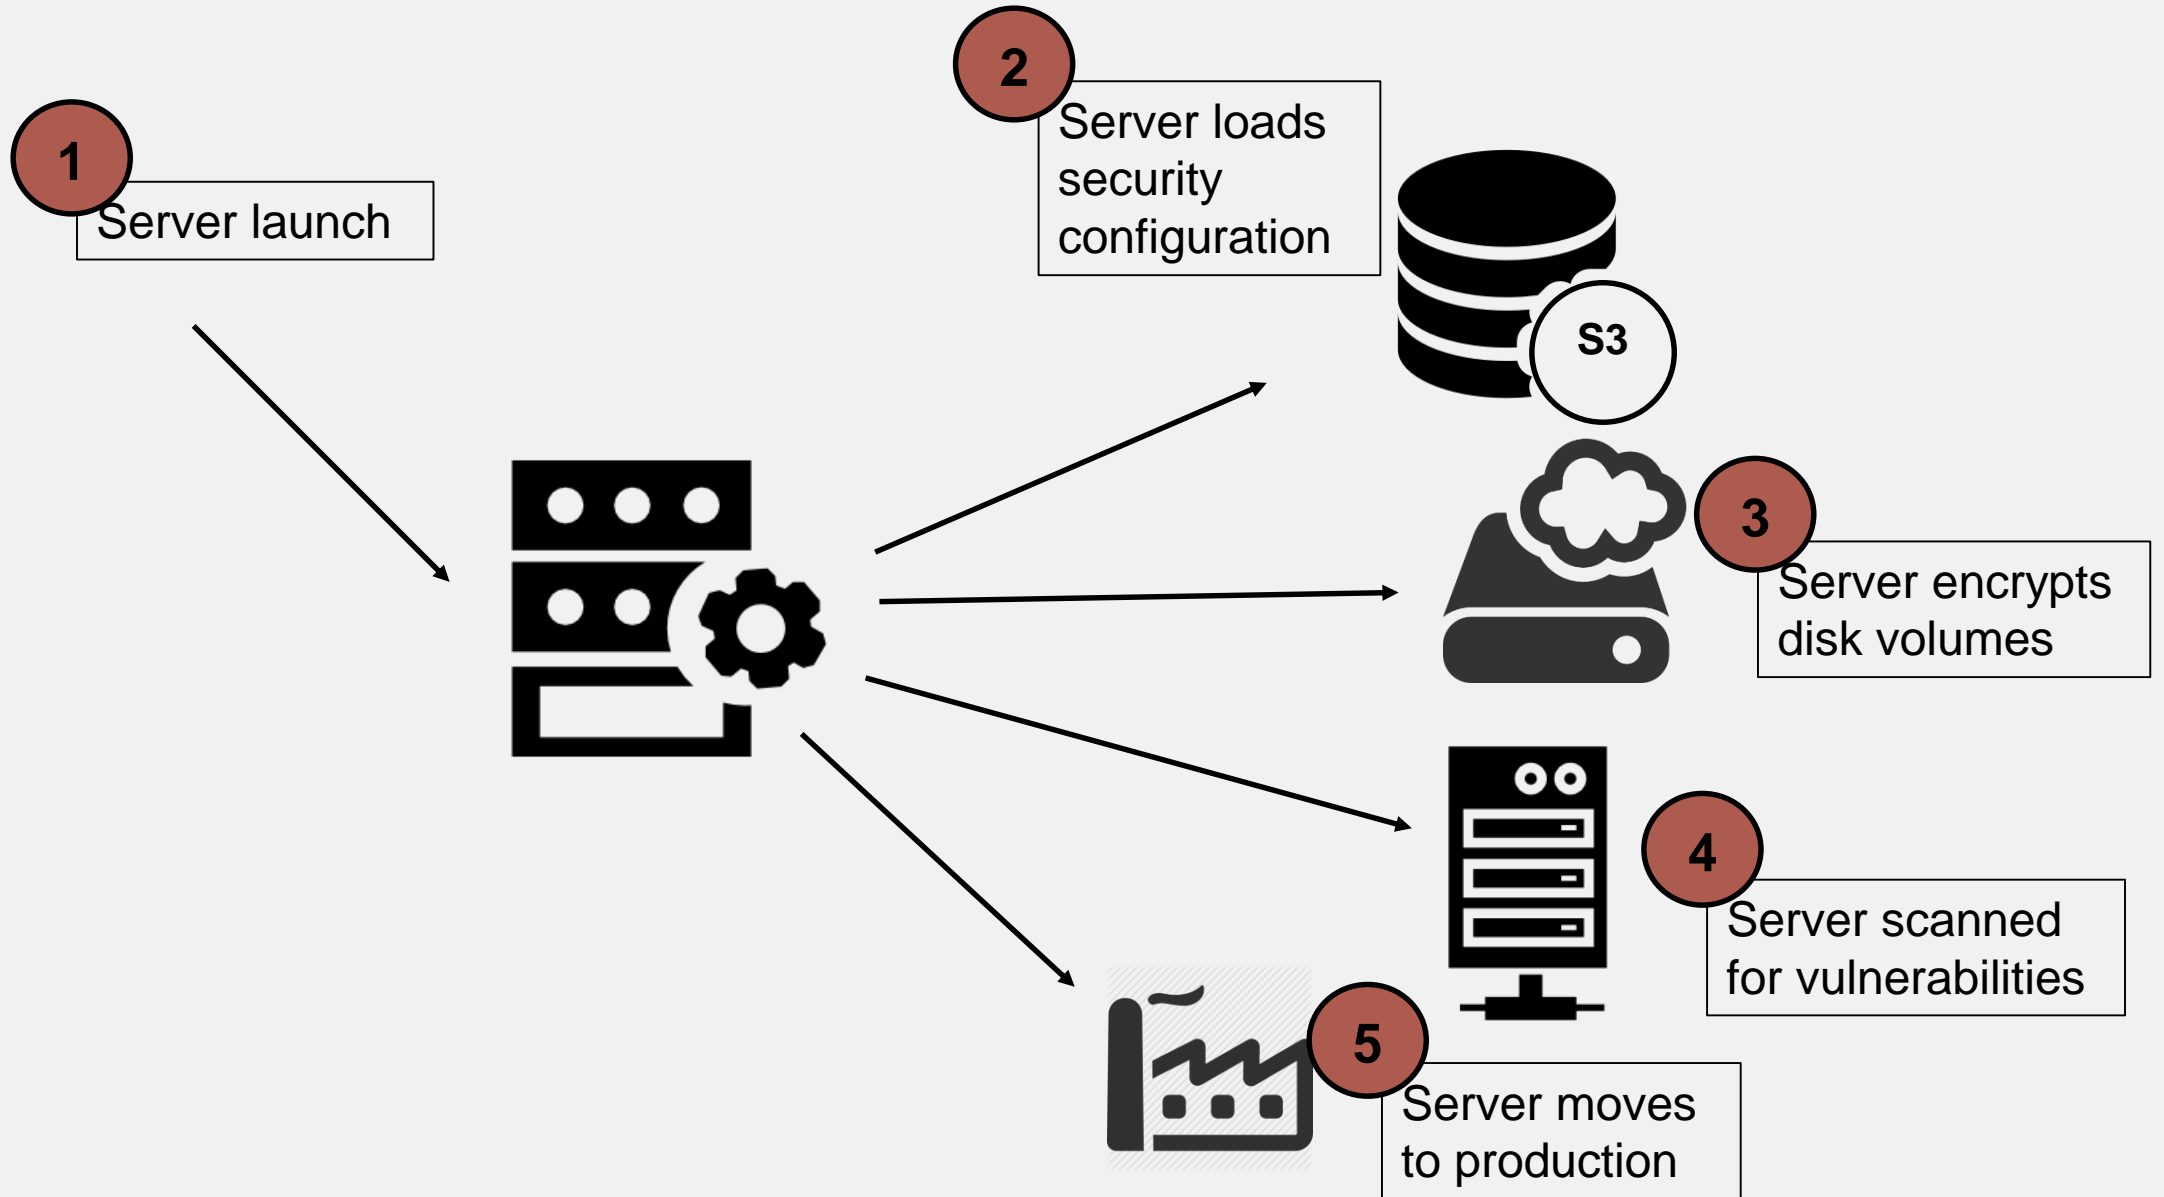 1
Server launch
2
Server loads
security
configuration
S3
3
Server encrypts
disk volumes
4
Server scanned
for vulnerabilities
5
Server moves
to production